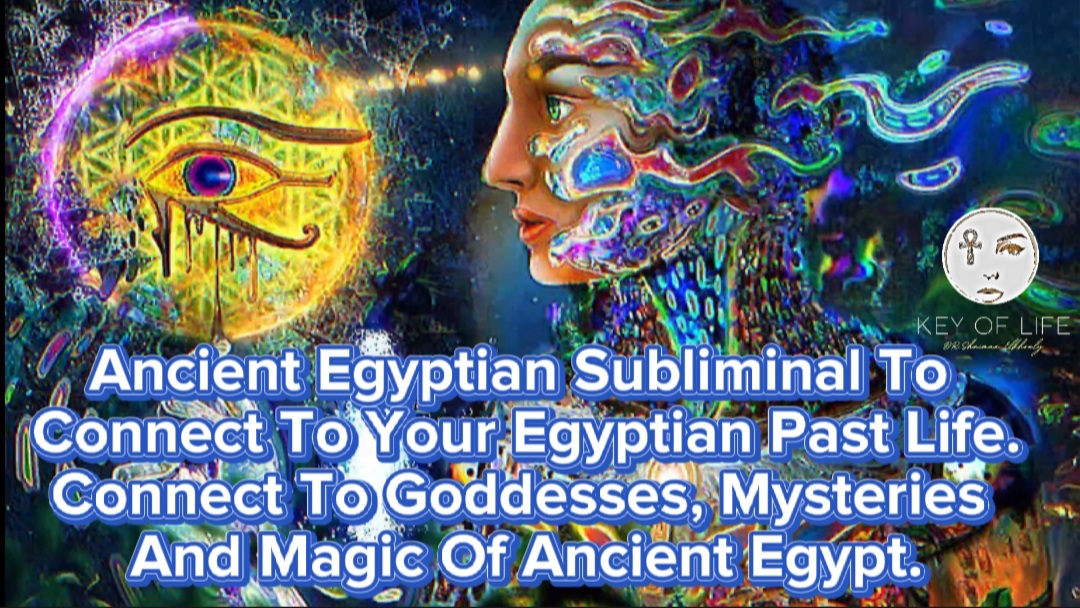 KEY OF LIFE
Ancient Egyptian Subliminal To
Connect To Your Egyptian Past Life.
Connect To Goddesses, Mysteries
And Magic Of Ancient Egypt.